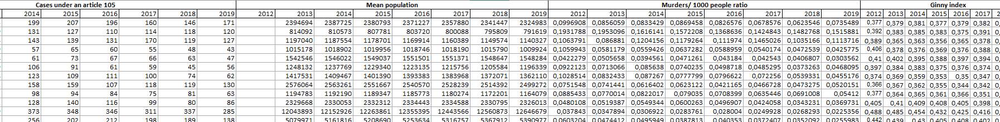 Cases under an article 105 Mean population Murders/ 1000 people ratio Ginny index
2014 2015 2016 2017 2018 2019 2012 2013 2014 2015 2016 2017 2018 2019 2012 2013 2014 2015 2016 2017 2018 2019 2012 2013 2014 2015 2016 2017
199 207 196 160 146 171 2394694 2387725 2380793 2371227 2357880 2341447 2324983 0,0996908 0,0856059 0,0833429 0,0869458 0,0826576 0,0678576 0,0623546 0,0735489 0,377 0,379 0,381 0,377 0,379 0,382
131 127 110 114 118 120 814092 810573 807781 803720 800088 795809 791619 0,1931788 0,1953096 0,1616141 0,1572208 0,1368636 0,1424843 0,1482768 0,1515881 0,392 0,383 0,385 0,383 0,375 0,391
143 139 131 170 119 127 1197040 1187554 1178701 1169914 1160389 1149574 1140327 0,1063791 0,086881 0,1204156 0,1179264 0,111974 0,1465026 0,1035166 0,1113716 0,389 0,365 0,363 0,356 0,365 0,378
57 65 60 55 48 43 1015178 1018902 1019956 1018746 1018190 1015790 1009924 0,1059943 0,0581179 0,0559426 0,0637282 0,0588959 0,0540174 0,0472539 0,0425775 0,406 0,378 0,376 0,369 0,376 0,388
61 73 67 66 63 47 1542546 1546022 1549037 1551501 1551371 1548647 1548284 0,0422279 0,0505658 0,0394561 0,0471261 0,043184 0,042543 0,0406807 0,0303562 0,41 0,402 0,395 0,388 0,397 0,394
106 91 61 59 45 56 1248132 1237769 1229340 1223135 1215756 1205584 1196339 0,0922123 0,0713066 0,085638 0,0740235 0,0498718 0,0485295 0,0373263 0,0468095 0,397 0,384 0,383 0,375 0,376 0,374
123 109 111 100 74 62 1417531 1409467 1401390 1393383 1383968 1372071 1362110 0,1028514 0,0832433 0,087267 0,0777799 0,0796622 0,072256 0,0539331 0,0455176 0,374 0,369 0,359 0,353 0,35 0,347
158 159 107 118 119 130 2576064 2563261 2551667 2540570 2528239 2514392 2499272 0,0751548 0,0741441 0,0616402 0,0623122 0,0421165 0,0466728 0,0473275 0,0520151 0,366 0,367 0,362 0,355 0,344 0,342
98 94 84 75 81 63 1194783 1192190 1189347 1185773 1180274 1172201 1164079 0,0885433 0,0770014 0,0822017 0,079035 0,0708399 0,0635446 0,0691008 0,05412 0,377 0,364 0,365 0,361 0,366 0,351
128 140 116 99 80 86 2329668 2330053 2332312 2334443 2334588 2330795 2326013 0,0480108 0,0519387 0,0549344 0,0600263 0,0496907 0,0424058 0,0343231 0,0369731 0,405 0,41 0,409 0,408 0,405 0,398
373 348 346 311 337 285 12043893 12152926 12263861 12355395 12443566 12560873 12646679 0,037843 0,0347894 0,0306922 0,0283761 0,028004 0,0249928 0,0268293 0,0225356 0,488 0,485 0,454 0,432 0,425 0,416
256 202 212 198 189 138 5079971 5161816 5208690 5253634 5316757 5367912 5390977 0,0603204 0,0474412 0,0495949 0,0387813 0,040353 0,0372407 0,0352092 0,0255983 0,442 0,439 0,43 0,405 0,408 0,402